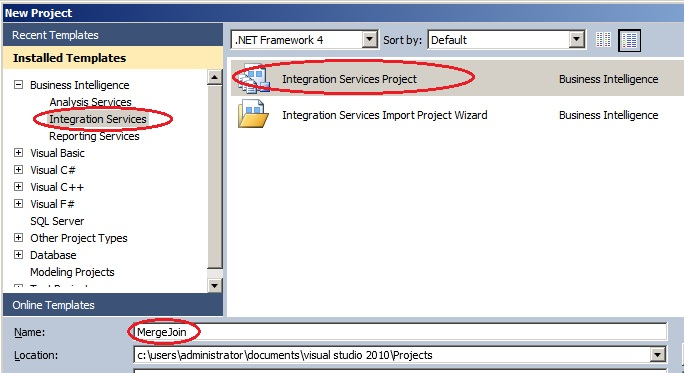 New Project
Recent Templates
.NET Framework 4 Sort by: Default
Installed Templates
Business Intelligence
Analysis Services
Integration Services
Reporting Services
Visual Basic
Visual C#
Visual C++
Visual F#
SQL Server
Other Project Types
Database
Modeling Projects
Integration Services Project Business Intelligence
Integration Services Import Project Wizard Business Intelligence
Online Templates
Name: MergeJoin
Location: c:\users\administrator\documents\visual studio 2010\Projects